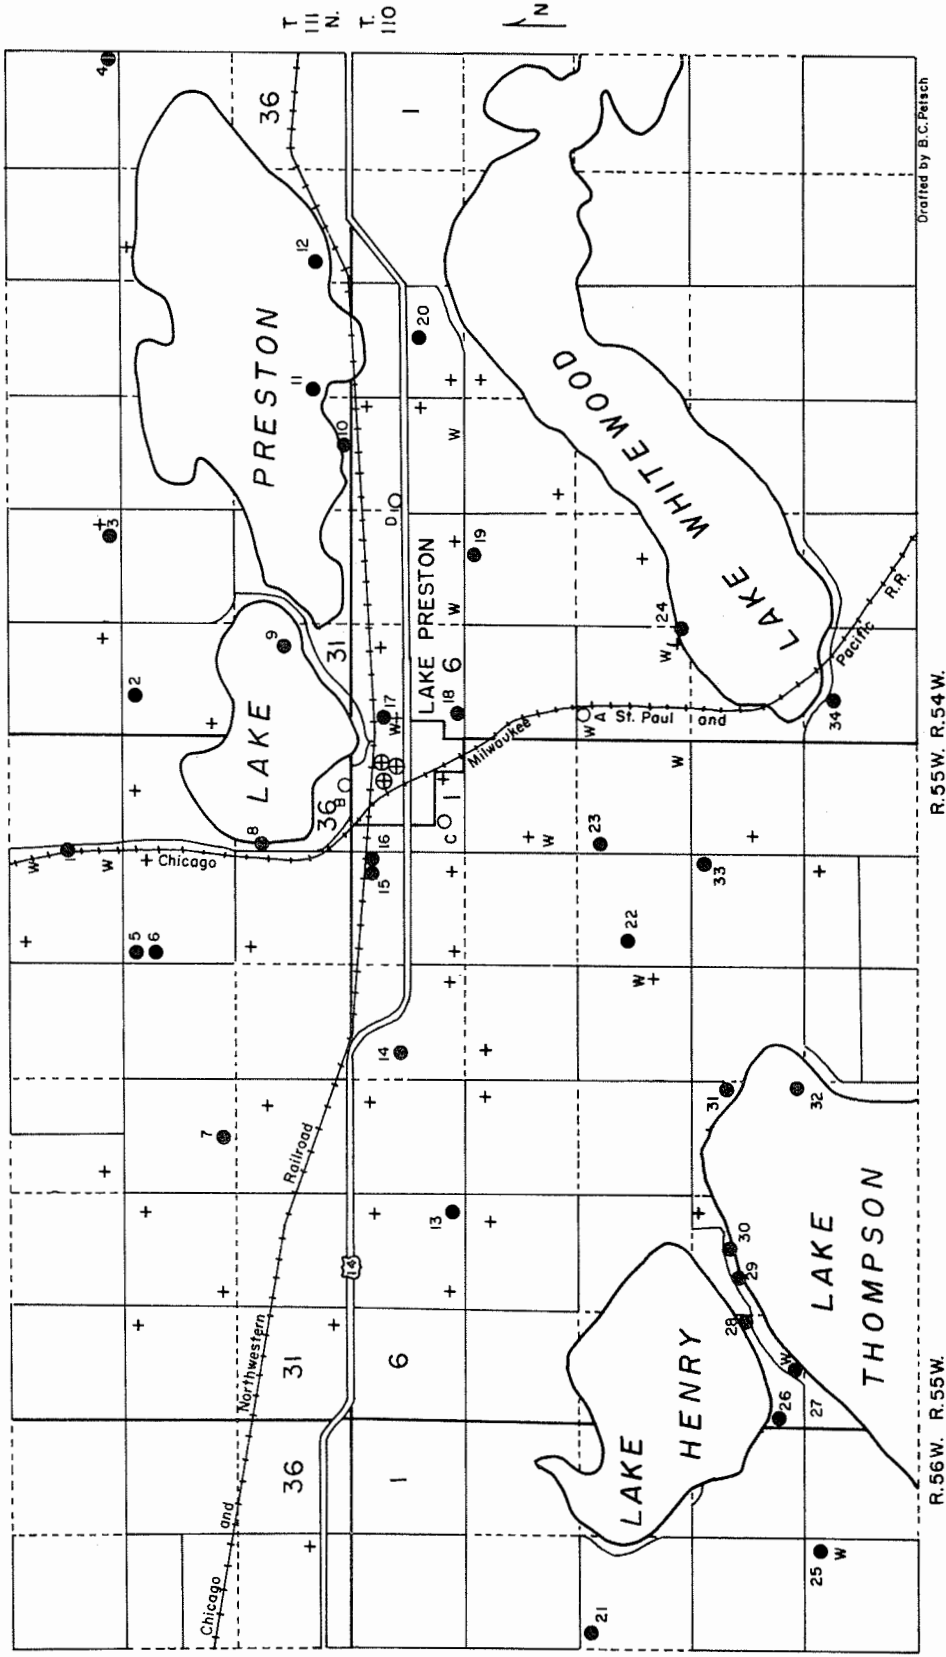 T
111
N.
T.
110
N
4
36
1
12
PRESTON
11
10
20
3
D
LAKE PRESTON
19
W
W
LAKE WHITEWOOD
2
9
31
6
17
W
18
24
W
LAKE
8
36
B
1
C
16
15
Milwaukee
A St. Paul and
Pacific
R.R.
W
W
34
1
W
W
Chicago
5
6
W
23
33
22
W
14
7
Railroad
13
31
32
14
30
29
28
LAKE
THOMPSON
Northwestern
31
6
LAKE
HENRY
W
27
26
36
1
and
Chicago
21
25
W
R.56W. R.55W.
R.55W. R.54W.
Drafted by B.C. Petsch